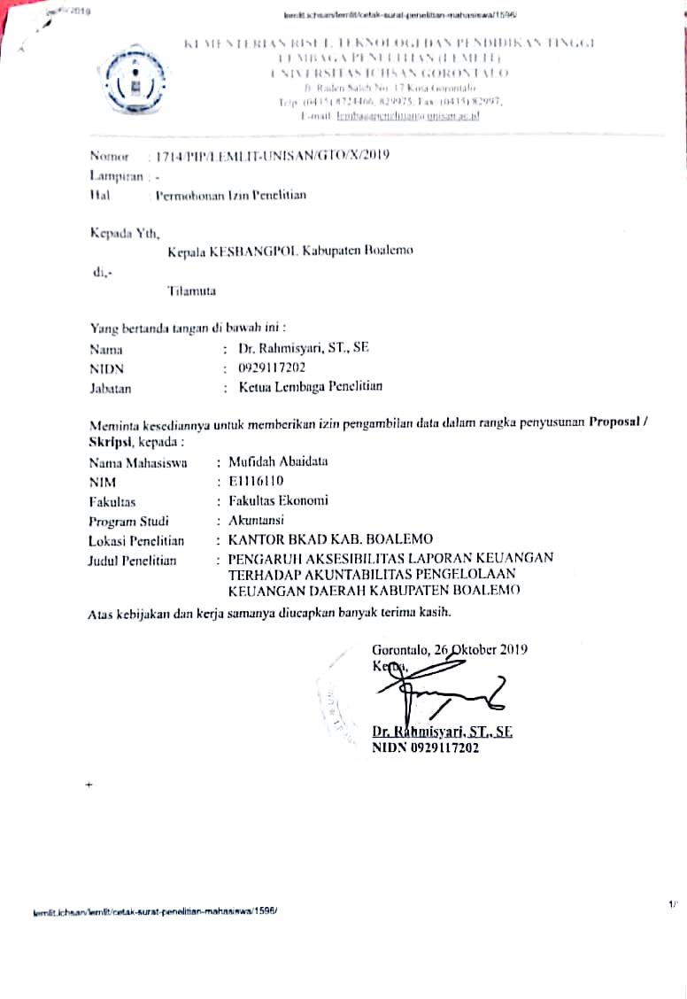 /2019 lemlit.ichsan/lemlit/cetak-surat-penelitian-mahasiswa/1596/
KEMENTERIAN RISET, TEKNOLOGI DAN PENDIDIKAN TINGGI
LEMBAGA PENELITIAN (LEMLIT)
UNIVERSITAS ICHSAN GORONTALO
Jl. Raden Saleh No. 17 Kota Gorontalo
Telp: (0435) 8724466, 829975, Fax: (0435) 82997,
E-mail: lembagapenelitian@unisan.ac.id
Nomor : 1714/PIP/LEMLIT-UNISAN/GTO/X/2019
Lampiran : -
Hal : Permohonan Izin Penelitian
Kepada Yth,
Kepala KESBANGPOL Kabupaten Boalemo
di,-
Tilamuta
Yang bertanda tangan di bawah ini :
Nama : Dr. Rahmisyari, ST., SE
NIDN : 0929117202
Jabatan : Ketua Lembaga Penelitian
Meminta kesediannya untuk memberikan izin pengambilan data dalam rangka penyusunan Proposal /
Skripsi, kepada :
Nama Mahasiswa : Mufidah Abaidata
NIM : E1116110
Fakultas : Fakultas Ekonomi
Program Studi : Akuntansi
Lokasi Penelitian : KANTOR BKAD KAB. BOALEMO
Judul Penelitian : PENGARUH AKSESIBILITAS LAPORAN KEUANGAN
TERHADAP AKUNTABILITAS PENGELOLAAN
KEUANGAN DAERAH KABUPATEN BOALEMO
Atas kebijakan dan kerja samanya diucapkan banyak terima kasih.
Gorontalo, 26 Oktober 2019
Ketua,
Dr. Rahmisyari, ST., SE
NIDN 0929117202
+
lemlit.ichsan/lemlit/cetak-surat-penelitian-mahasiswa/1596/ 1/